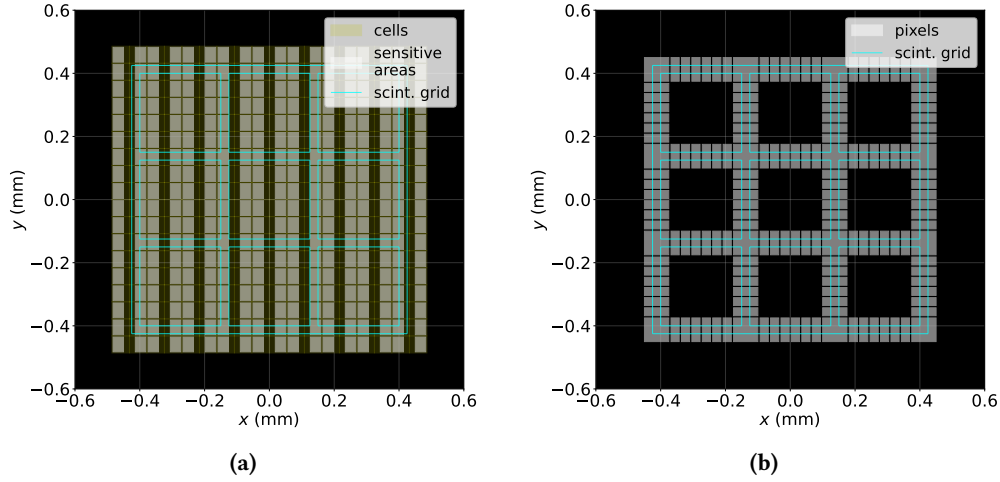 0.6
0.4
0.2
0.0
−0.2
−0.4
−0.6
y (mm)
−0.6 −0.4 −0.2 0.0 0.2 0.4 0.6
x (mm)
cells
sensitive
areas
scint. grid
(a)
0.6
0.4
0.2
0.0
−0.2
−0.4
−0.6
y (mm)
−0.6 −0.4 −0.2 0.0 0.2 0.4 0.6
x (mm)
pixels
scint. grid
(b)